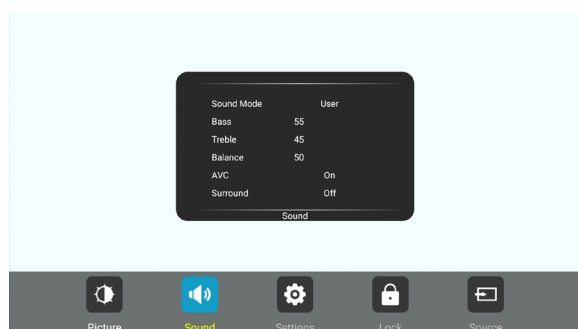 Sound Mode User
Bass 55
Treble 45
Balance 50
AVC On
Surround Off
Sound
Picture Sound Settings Lock Source